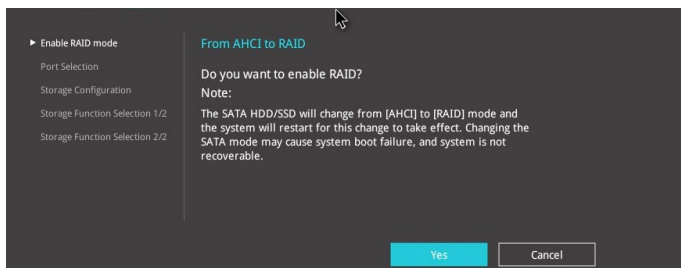 Enable RAID mode
Port Selection
Storage Configuration
Storage Function Selection 1/2
Storage Function Selection 2/2
From AHCI to RAID
Do you want to enable RAID?
Note:
The SATA HDD/SSD will change from [AHCI] to [RAID] mode and
the system will restart for this change to take effect. Changing the
SATA mode may cause system boot failure, and system is not
recoverable.
Yes
Cancel